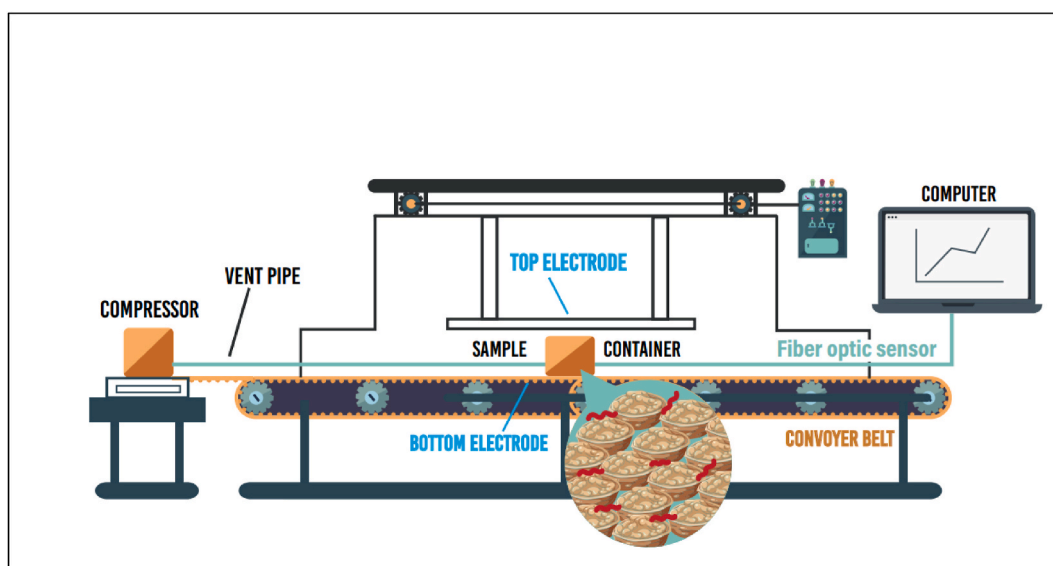 COMPUTER
TOP ELECTRODE
VENT PIPE
COMPRESSOR
SAMPLE
CONTAINER
Fiber optic sensor
BOTTOM ELECTRODE
CONVOYER BELT